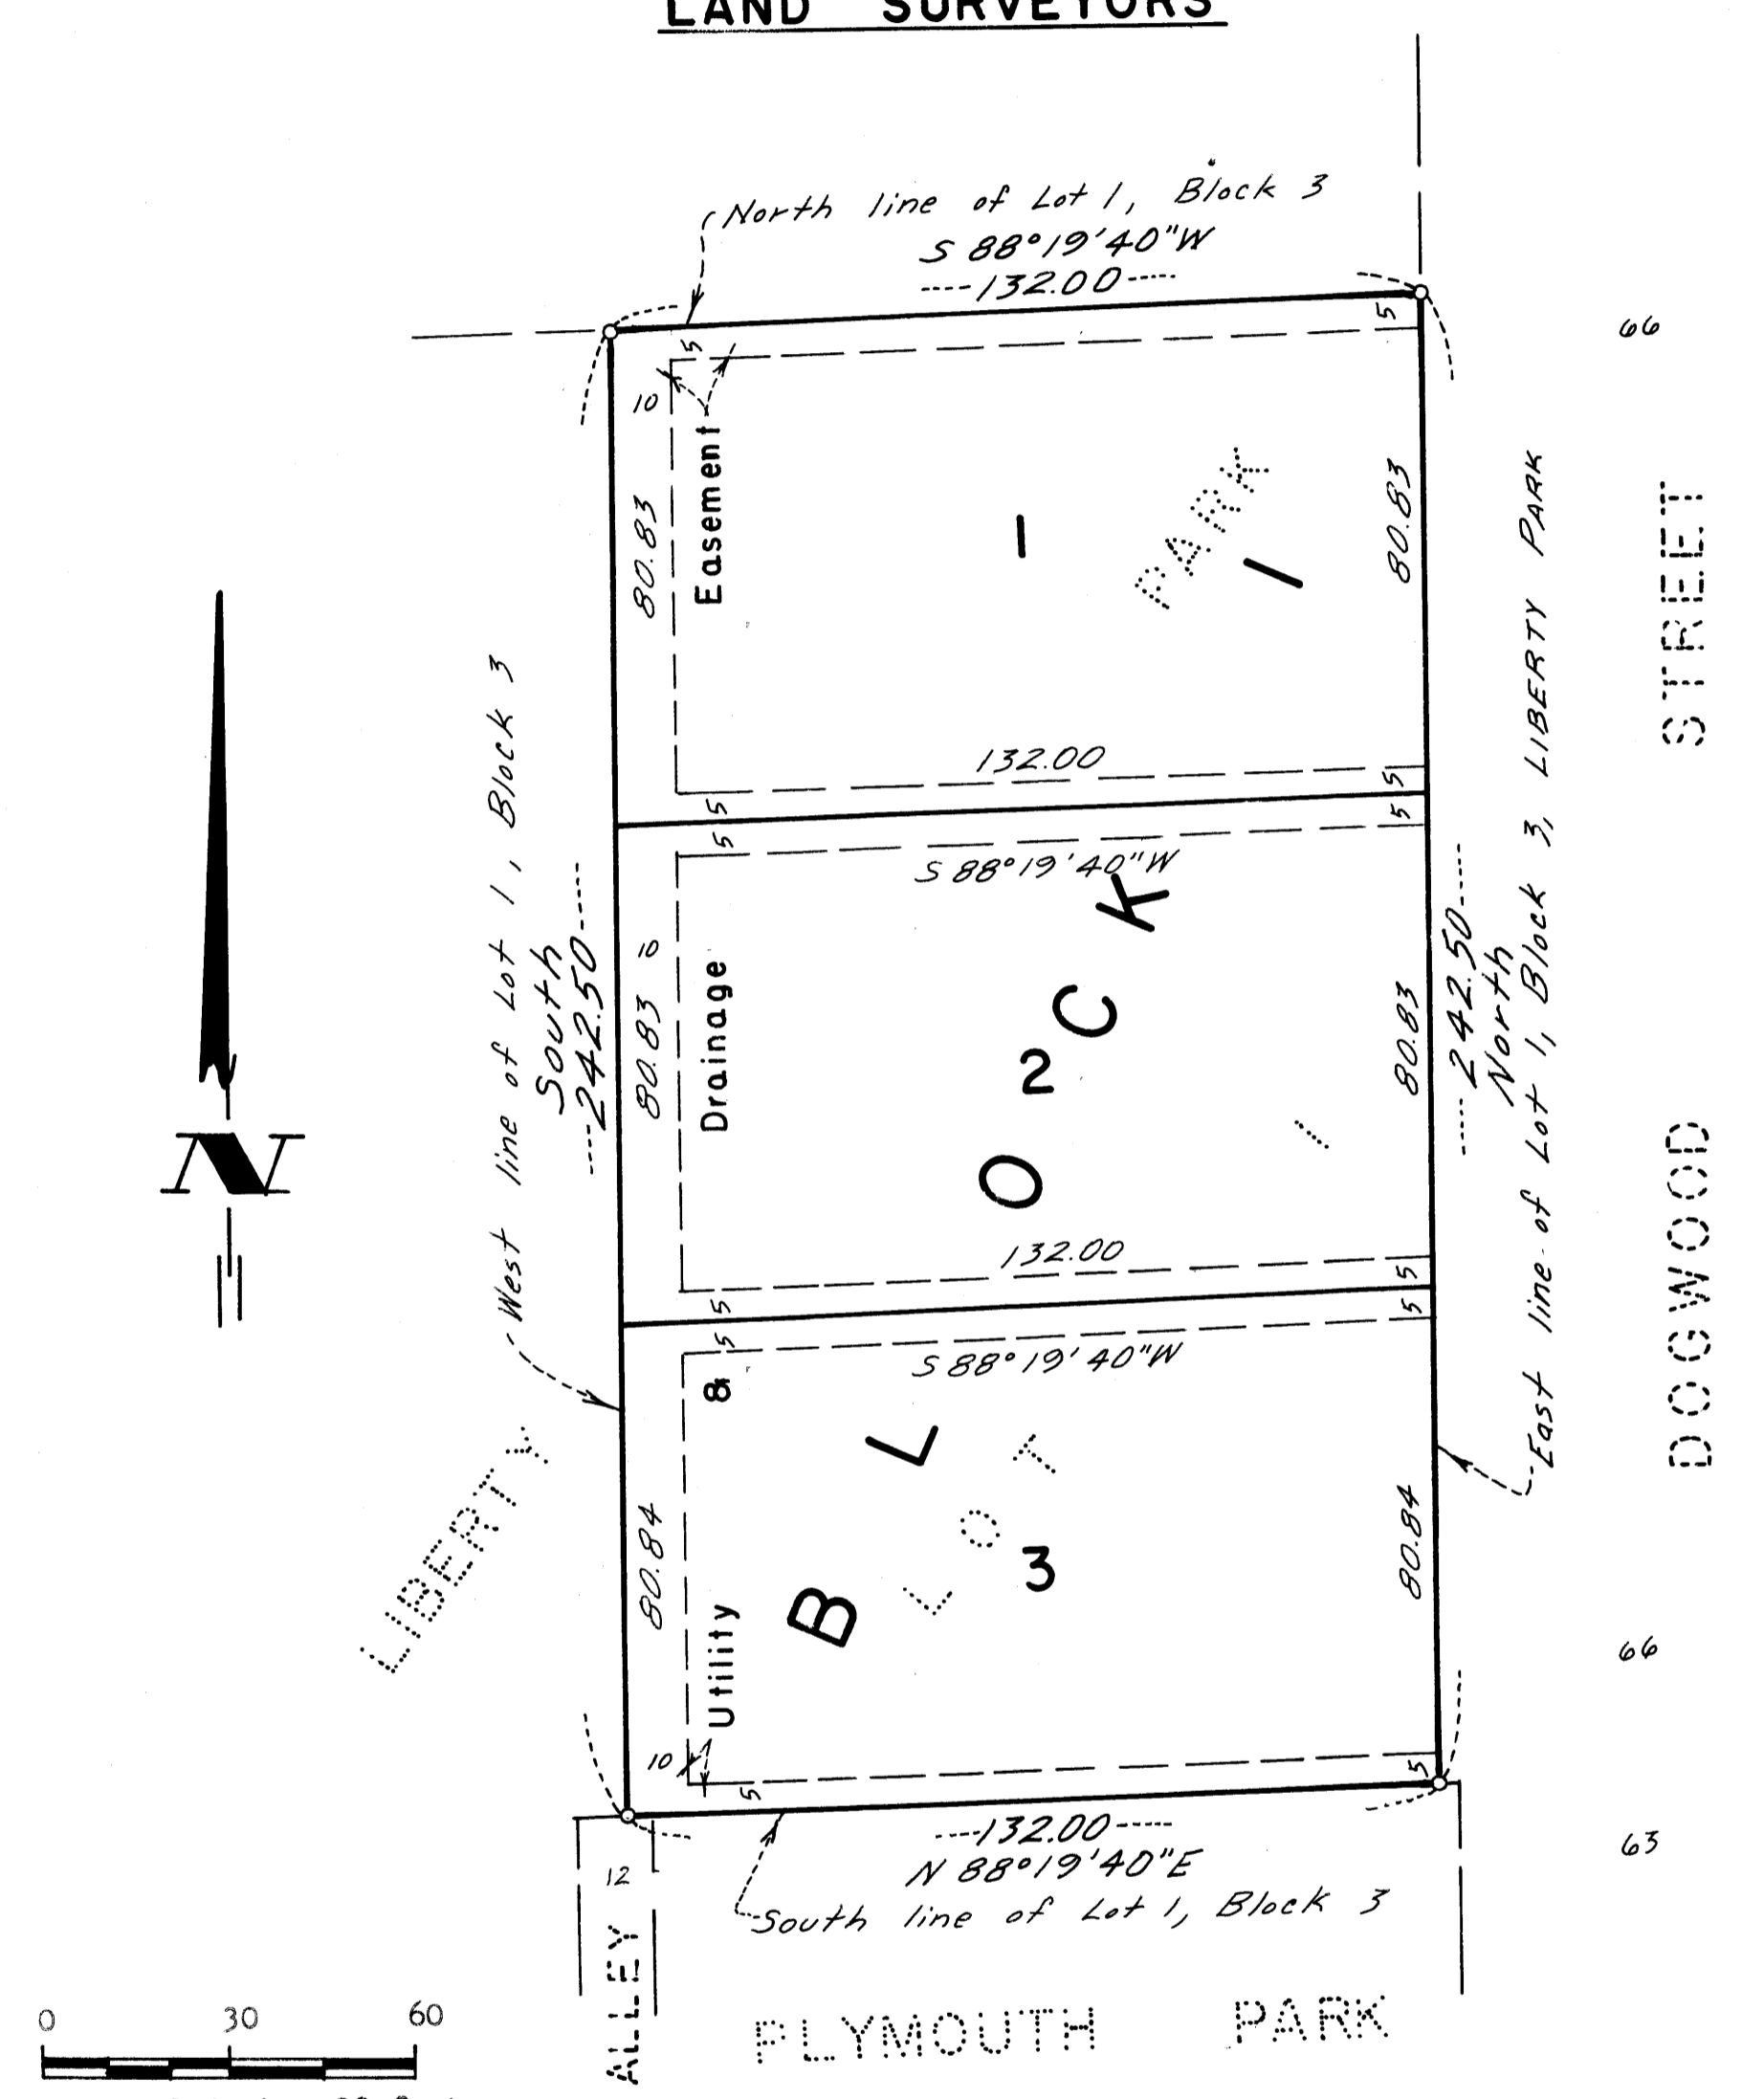 LAND SURVEYORS
North line of Lot 1, Block 3
S 88°19'40"W
132.00
66
5
5
10
Easement
80.83
1
PARK
1
80.83
132.00
5
5
5
5
S 88°19'40"W
STREET
West line of Lot 1, Block 3
South
242.50
10
80.83
Drainage
K
C
2
O
1
80.83
242.50
North
East line of Lot 1, Block 3, LIBERTY PARK
N
132.00
5
5
5
5
S 88°19'40"W
DOGWOOD
LIBERTY
&
80.84
Utility
L
B
LOT
3
80.84
66
10
5
5
132.00
N 88°19'40"E
South line of Lot 1, Block 3
63
12
ALLEY
PLYMOUTH PARK
0 30 60